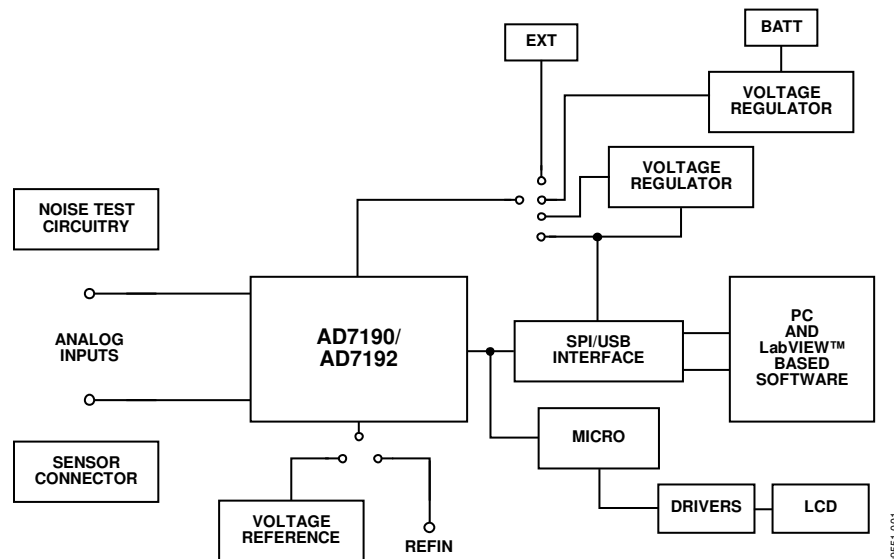 EXT
BATT
VOLTAGE
REGULATOR
VOLTAGE
REGULATOR
NOISE TEST
CIRCUITRY
ANALOG
INPUTS
AD7190/
AD7192
SPI/USB
INTERFACE
PC
AND
LabVIEW™
BASED
SOFTWARE
SENSOR
CONNECTOR
MICRO
VOLTAGE
REFERENCE
REFIN
DRIVERS
LCD